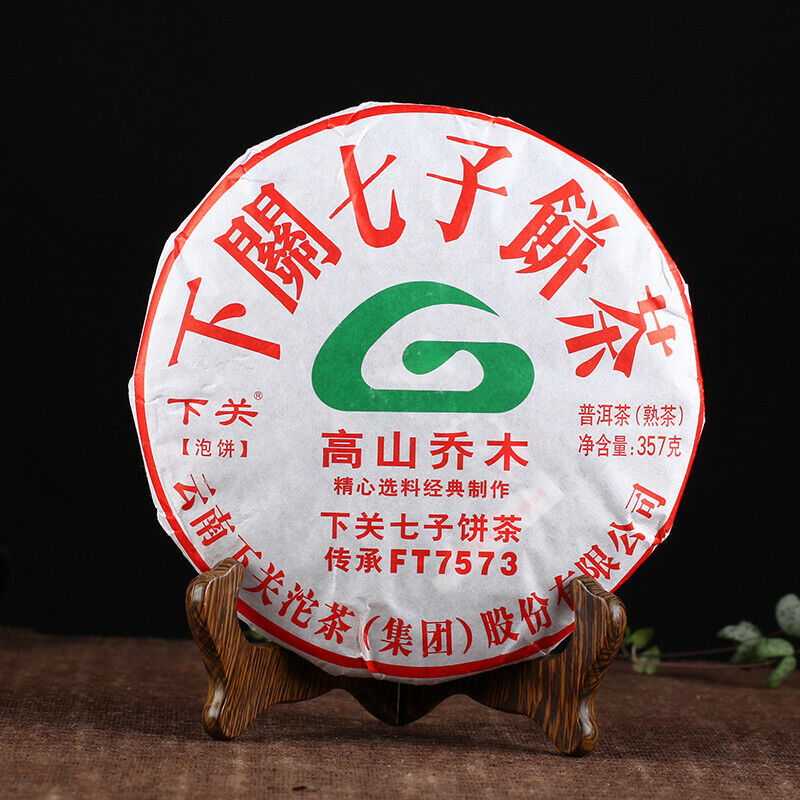 下關七子餅茶
下关®
【泡饼】
高山乔木
精心选料经典制作
下关七子饼茶
传承FT7573
普洱茶(熟茶)
净含量:357克
云南下关沱茶(集团)股份有限公司